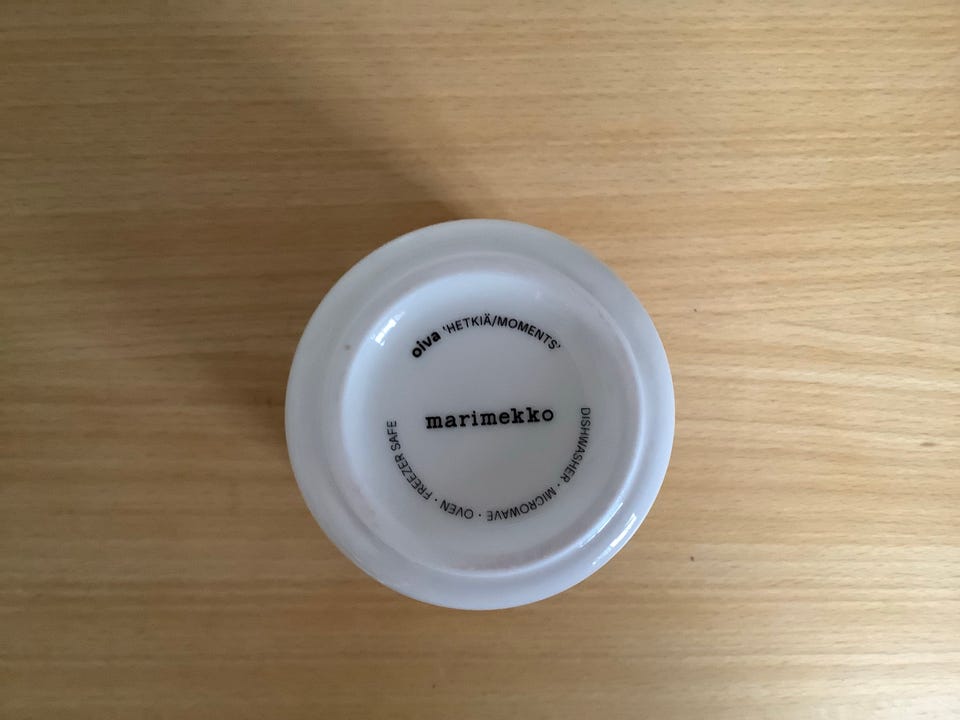 oiva 'HETKIÄ/MOMENTS'
marimekko
DISHWASHER · MICROWAVE · OVEN · FREEZER SAFE